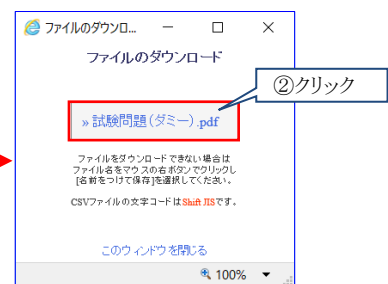 ファイルのダウンロ...
ファイルのダウンロード
②クリック
» 試験問題(ダミー).pdf
ファイルをダウンロードできない場合は
ファイル名をマウスの右ボタンでクリックし
[名前をつけて保存]を選択してください。
CSVファイルの文字コードは Shift JISです。
このウィンドウを閉じる
100%